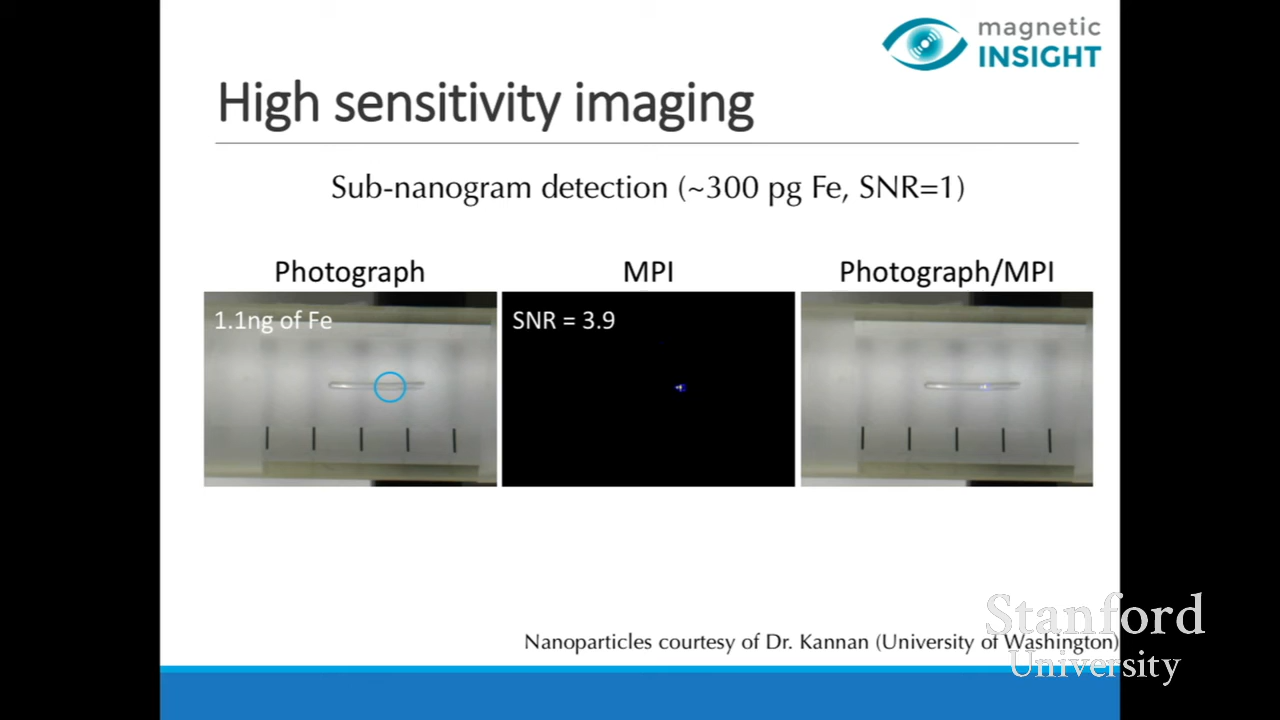 magnetic
INSIGHT
High sensitivity imaging
Sub-nanogram detection (~300 pg Fe, SNR=1)
Photograph
MPI
Photograph/MPI
1.1ng of Fe
SNR = 3.9
Nanoparticles courtesy of Dr. Kannan (University of Washington)
Stanford
University